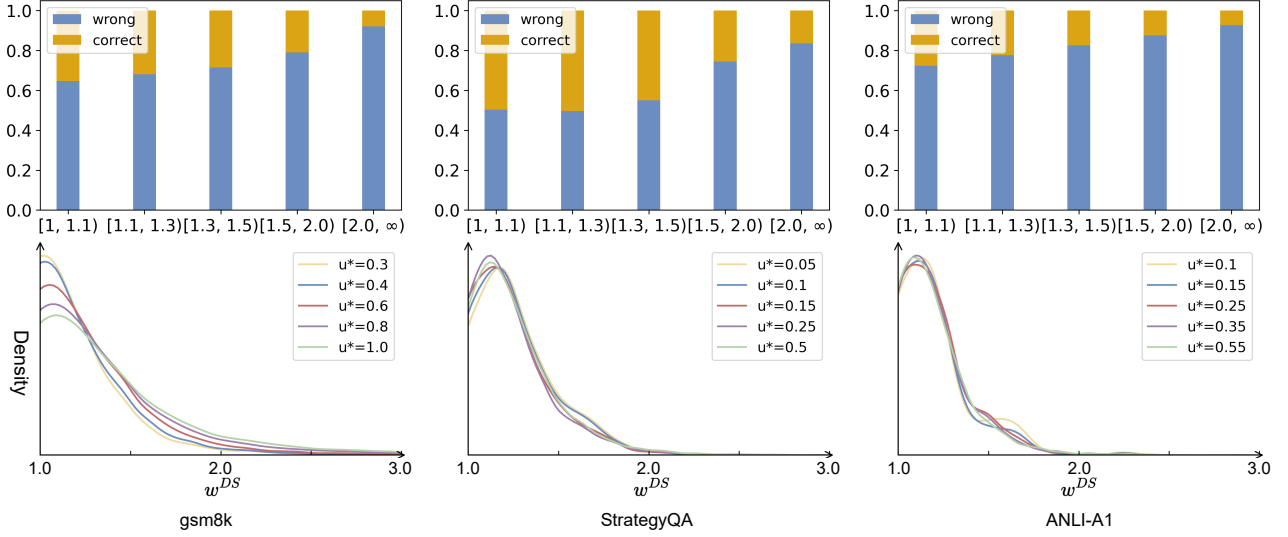 1.0
0.8
0.6
0.4
0.2
0.0
wrong
correct
[1, 1.1) [1.1, 1.3) [1.3, 1.5) [1.5, 2.0) [2.0, ∞)
1.0
0.8
0.6
0.4
0.2
0.0
wrong
correct
[1, 1.1) [1.1, 1.3) [1.3, 1.5) [1.5, 2.0) [2.0, ∞)
1.0
0.8
0.6
0.4
0.2
0.0
wrong
correct
[1, 1.1) [1.1, 1.3) [1.3, 1.5) [1.5, 2.0) [2.0, ∞)
Density
u*=0.3
u*=0.4
u*=0.6
u*=0.8
u*=1.0
1.0 2.0 3.0
w^DS
gsm8k
u*=0.05
u*=0.1
u*=0.15
u*=0.25
u*=0.5
1.0 2.0 3.0
w^DS
StrategyQA
u*=0.1
u*=0.15
u*=0.25
u*=0.35
u*=0.55
1.0 2.0 3.0
w^DS
ANLI-A1